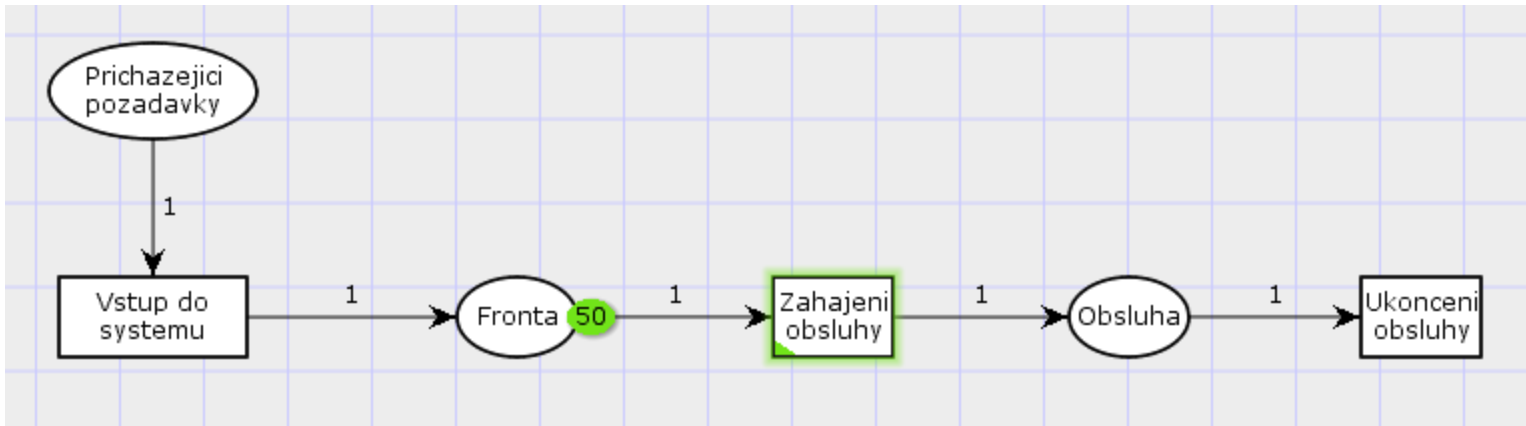 Prichazejici
pozadavky
1
Vstup do
systemu
1
Fronta
50
1
Zahajeni
obsluhy
1
Obsluha
1
Ukonceni
obsluhy